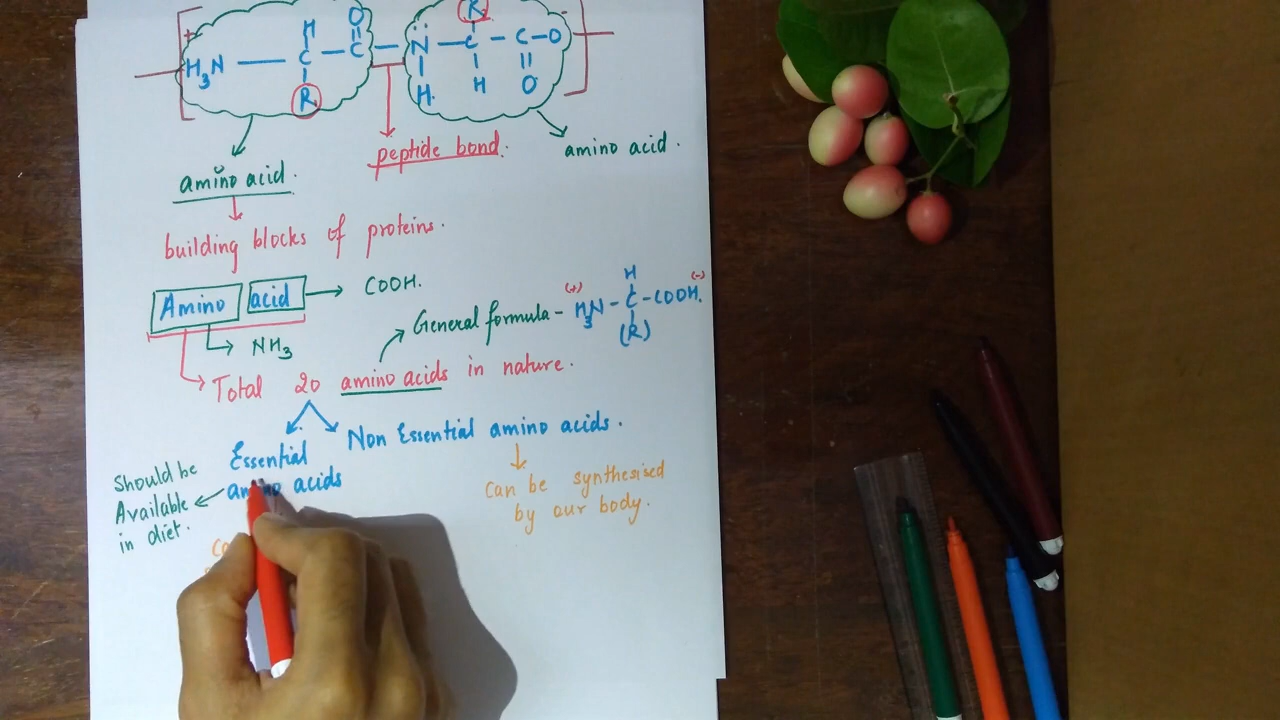 H O R -
+
H₃N — C — C — N — C — C — O
R H H O
peptide bond.
amino acid.
amino acid.
building blocks of proteins.
Amino acid → COOH.
NH₃
General formula - (+) H₃N - C - COOH. (-)
H
(R)
Total 20 amino acids in nature.
Essential amino acids
Non Essential amino acids.
Should be
Available
in diet.
Can be synthesised
by our body.